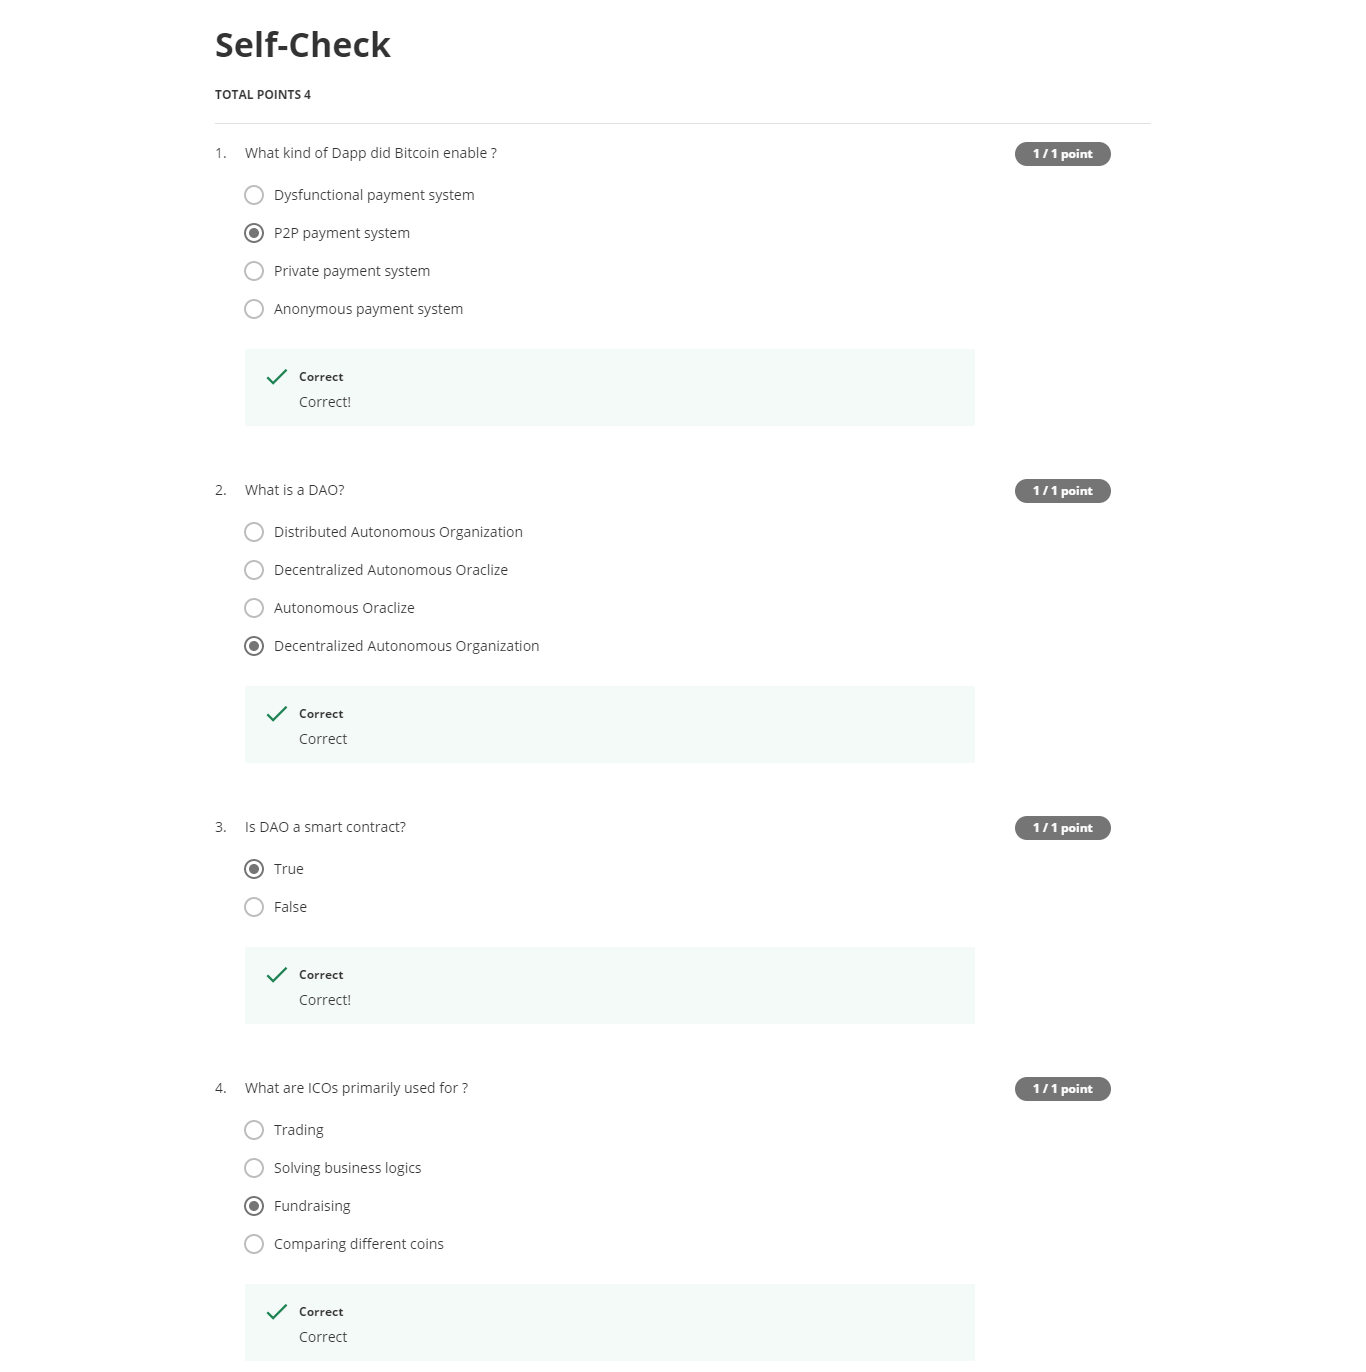 Self-Check
TOTAL POINTS 4
1. What kind of Dapp did Bitcoin enable ?
1 / 1 point
Dysfunctional payment system
P2P payment system
Private payment system
Anonymous payment system
Correct
Correct!
2. What is a DAO?
1 / 1 point
Distributed Autonomous Organization
Decentralized Autonomous Oraclize
Autonomous Oraclize
Decentralized Autonomous Organization
Correct
Correct
3. Is DAO a smart contract?
1 / 1 point
True
False
Correct
Correct!
4. What are ICOs primarily used for ?
1 / 1 point
Trading
Solving business logics
Fundraising
Comparing different coins
Correct
Correct